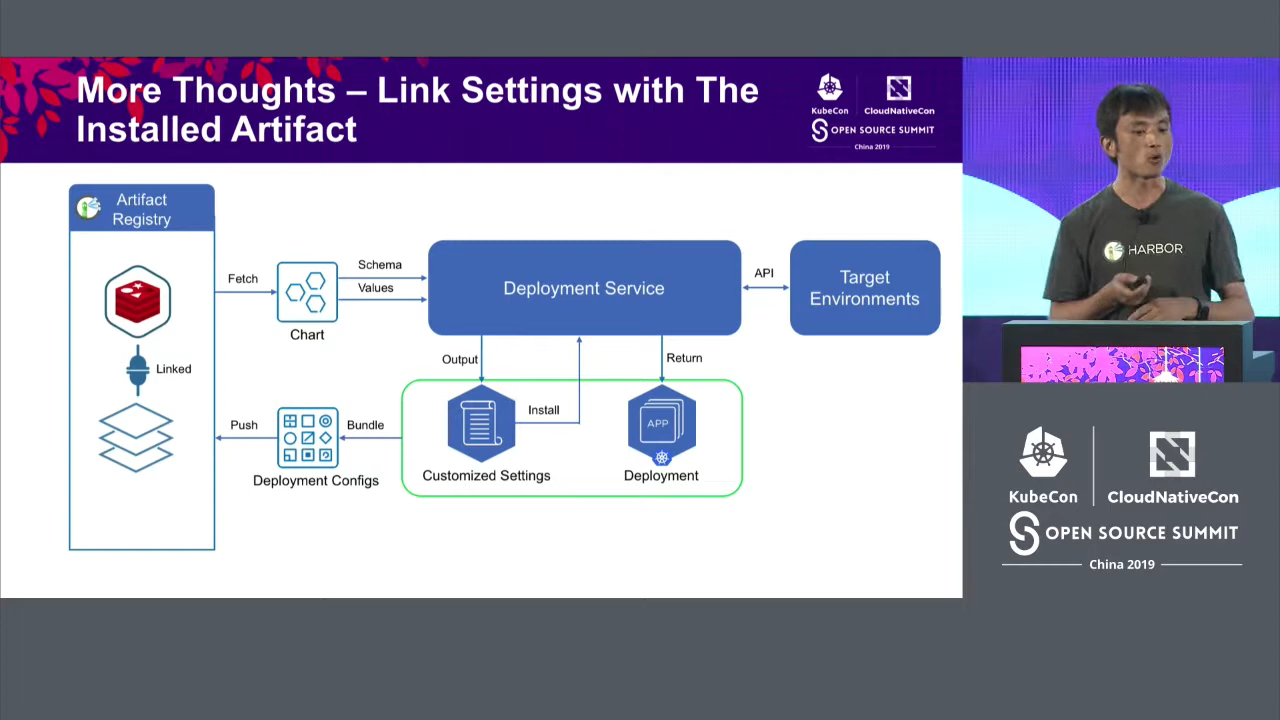 More Thoughts – Link Settings with The
Installed Artifact
KubeCon
CloudNativeCon
OPEN SOURCE SUMMIT
China 2019
Artifact
Registry
Fetch
Chart
Schema
Values
Deployment Service
API
Target
Environments
Linked
Output
Return
Install
APP
Push
Bundle
Deployment Configs
Customized Settings
Deployment
HARBOR
KubeCon
CloudNativeCon
OPEN SOURCE SUMMIT
China 2019